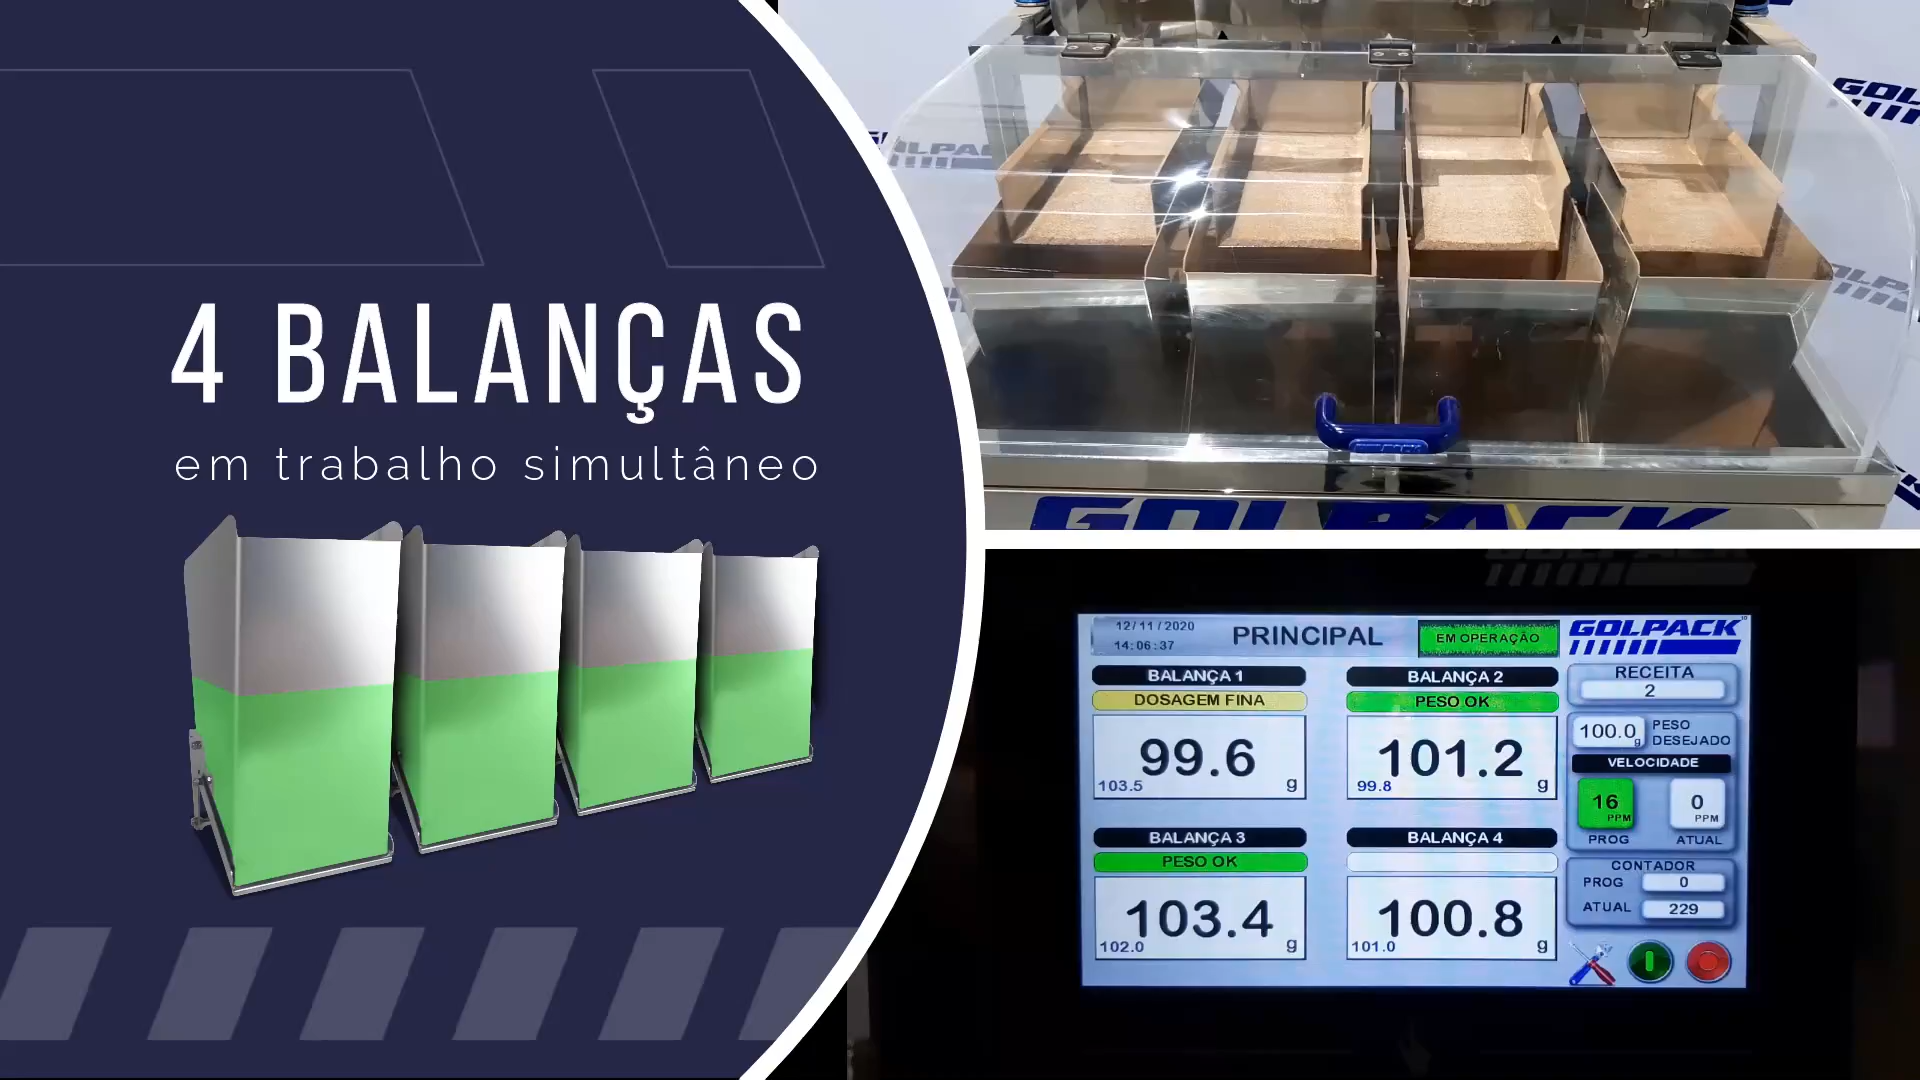 4 BALANÇAS
em trabalho simultâneo
GOLPACK
12/11/2020
14:06:37
PRINCIPAL
EM OPERAÇÃO
GOLPACK
BALANÇA 1
DOSAGEM FINA
99.6
103.5
g
BALANÇA 2
PESO OK
101.2
99.8
g
BALANÇA 3
PESO OK
103.4
102.0
g
BALANÇA 4
100.8
101.0
g
RECEITA
2
100.0
g
PESO
DESEJADO
VELOCIDADE
16
PPM
PROG
0
PPM
ATUAL
CONTADOR
PROG 0
ATUAL 229